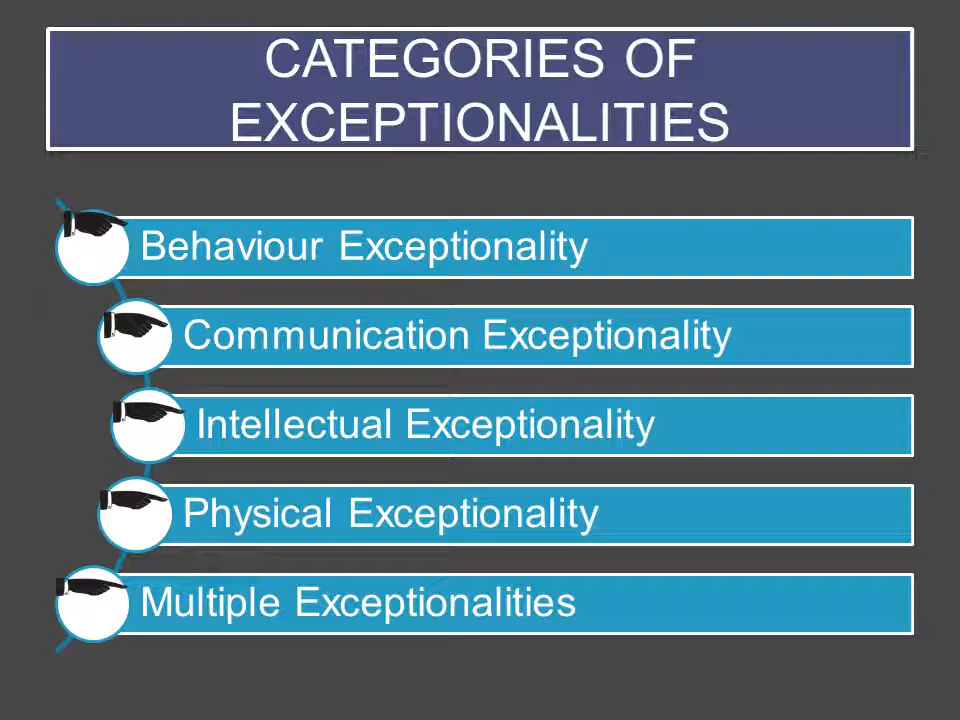 CATEGORIES OF
EXCEPTIONALITIES
Behaviour Exceptionality
Communication Exceptionality
Intellectual Exceptionality
Physical Exceptionality
Multiple Exceptionalities